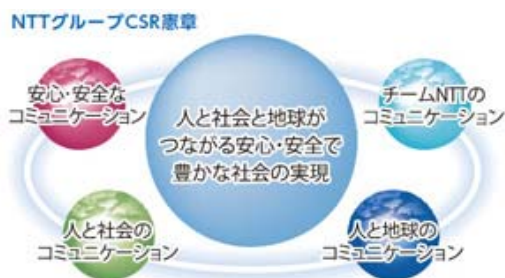 NTTグループCSR憲章
安心・安全な
コミュニケーション
チームNTTの
コミュニケーション
人と社会と地球が
つながる安心・安全で
豊かな社会の実現
人と社会の
コミュニケーション
人と地球の
コミュニケーション